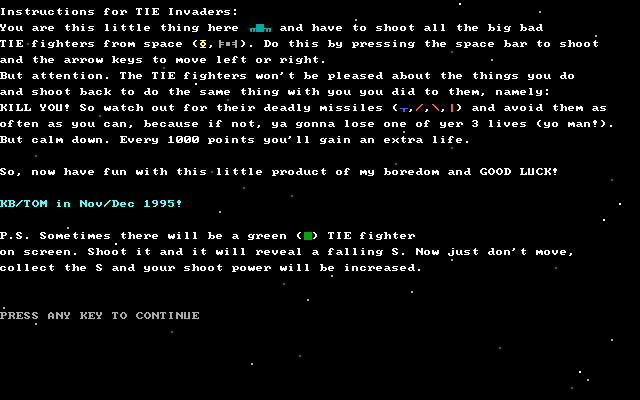 Instructions for TIE Invaders:
You are this little thing here and have to shoot all the big bad
TIE fighters from space ( , ). Do this by pressing the space bar to shoot
and the arrow keys to move left or right.
But attention. The TIE fighters won't be pleased about the things you do
and shoot back to do the same thing with you you did to them, namely:
KILL YOU! So watch out for their deadly missiles ( ,/,\,|) and avoid them as
often as you can, because if not, ya gonna lose one of yer 3 lives (yo man!).
But calm down. Every 1000 points you'll gain an extra life.
So, now have fun with this little product of my boredom and GOOD LUCK!
KB/TOM in Nov/Dec 1995!
P.S. Sometimes there will be a green (■) TIE fighter
on screen. Shoot it and it will reveal a falling S. Now just don't move,
collect the S and your shoot power will be increased.
PRESS ANY KEY TO CONTINUE